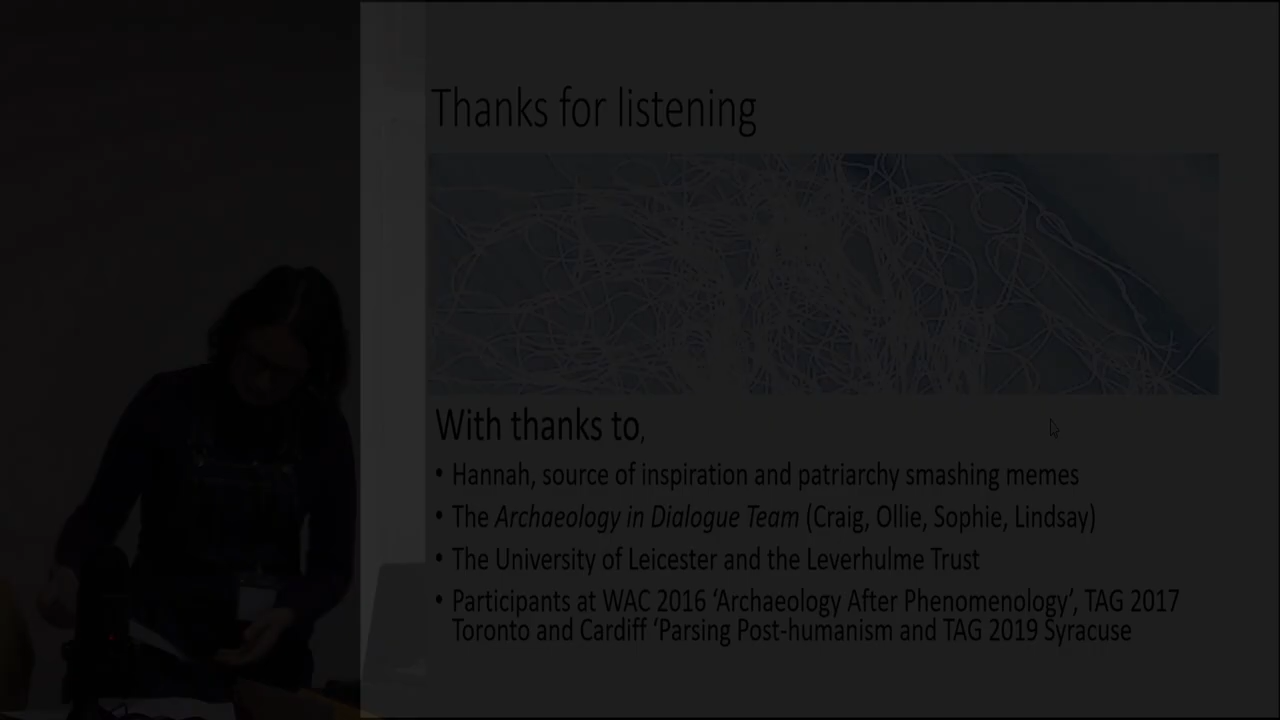 Thanks for listening
With thanks to,
• Hannah, source of inspiration and patriarchy smashing memes
• The Archaeology in Dialogue Team (Craig, Ollie, Sophie, Lindsay)
• The University of Leicester and the Leverhulme Trust
• Participants at WAC 2016 ‘Archaeology After Phenomenology’, TAG 2017
Toronto and Cardiff ‘Parsing Post-humanism and TAG 2019 Syracuse